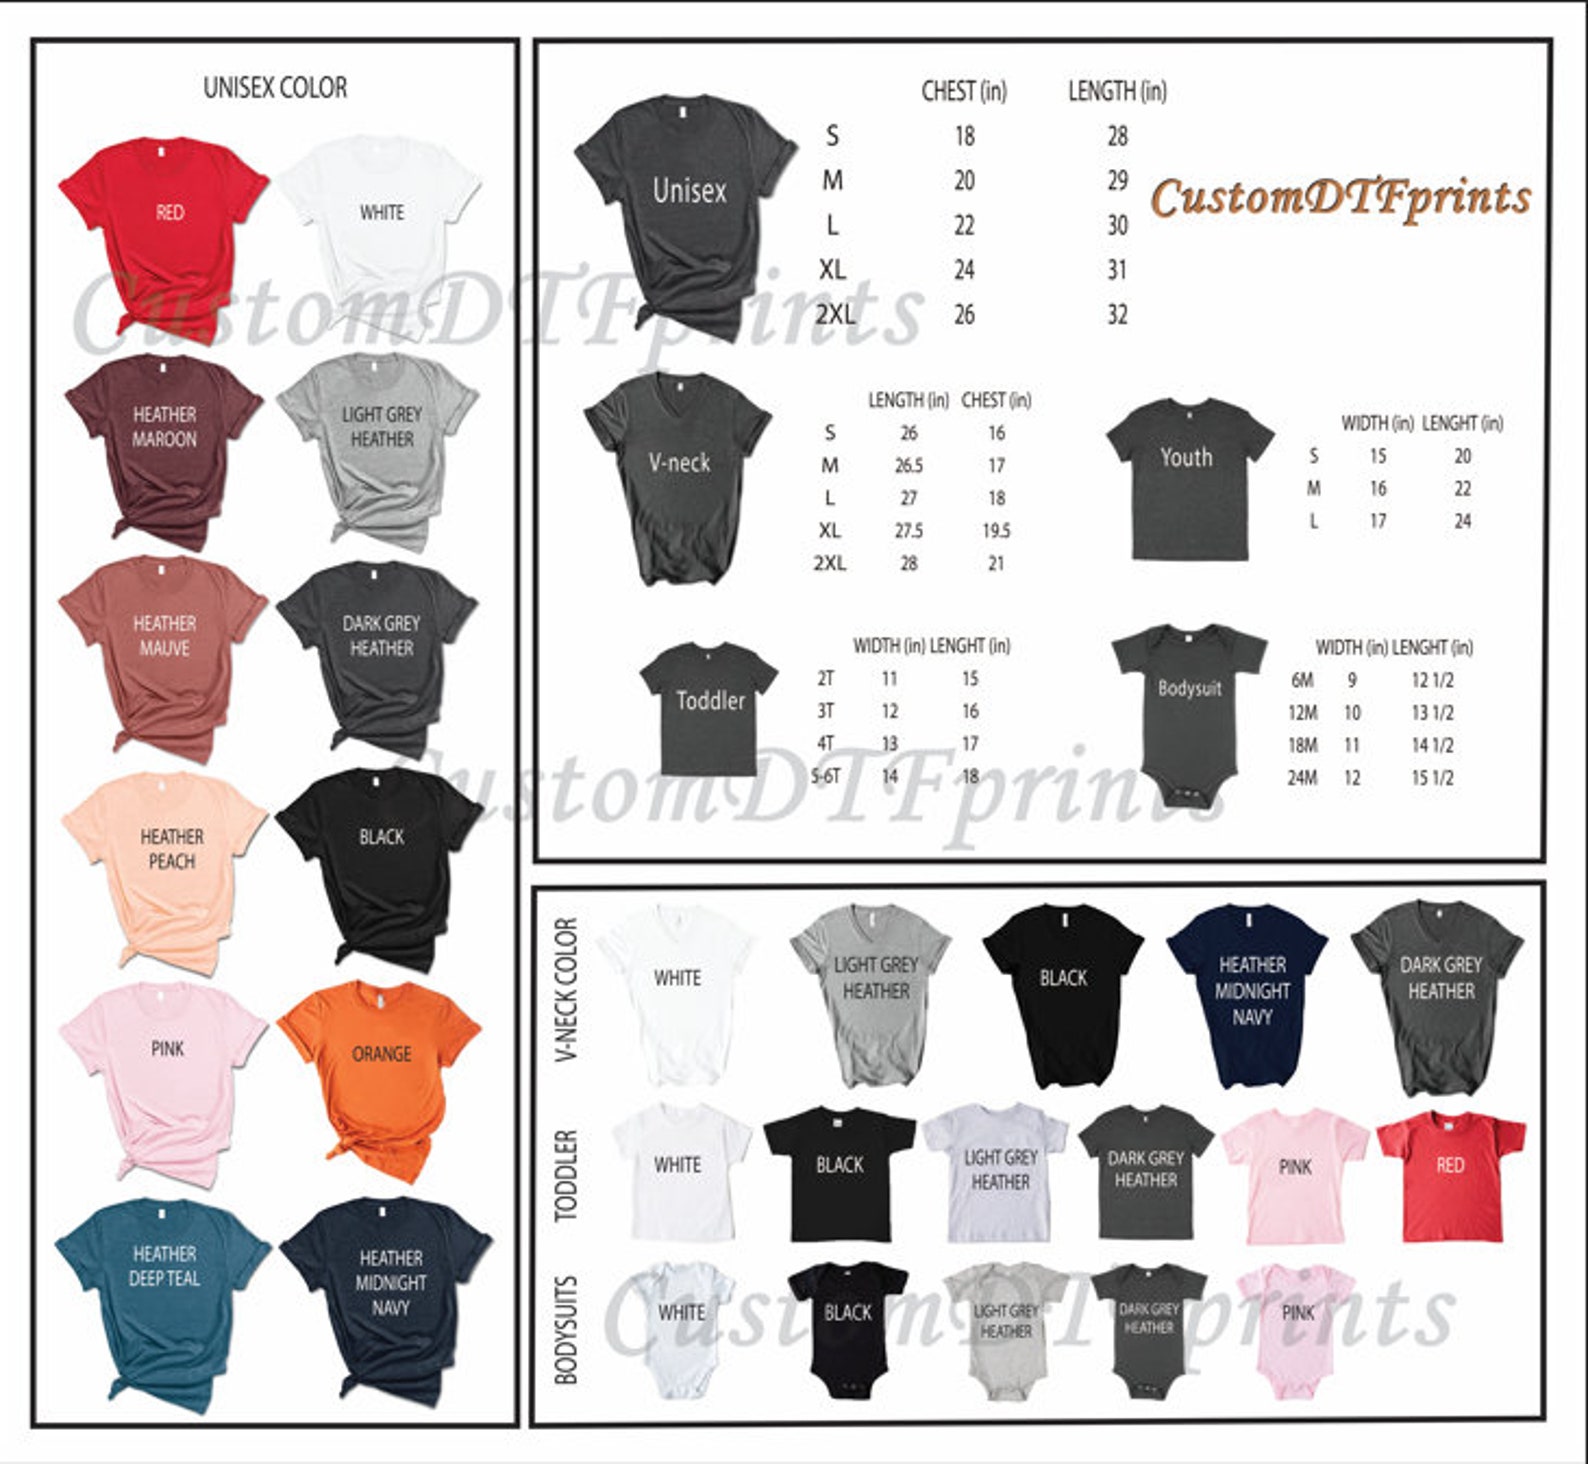 UNISEX COLOR
RED
WHITE
HEATHER
MAROON
LIGHT GREY
HEATHER
HEATHER
MAUVE
DARK GREY
HEATHER
HEATHER
PEACH
BLACK
PINK
ORANGE
HEATHER
DEEP TEAL
HEATHER
MIDNIGHT
NAVY
CustomDTFprints
Unisex
CHEST (in) LENGTH (in)
S 18 28
M 20 29
L 22 30
XL 24 31
2XL 26 32
CustomDTFprints
V-neck
LENGTH (in) CHEST (in)
S 26 16
M 26.5 17
L 27 18
XL 27.5 19.5
2XL 28 21
Youth
WIDTH (in) LENGHT (in)
S 15 20
M 16 22
L 17 24
Toddler
WIDTH (in) LENGHT (in)
2T 11 15
3T 12 16
4T 13 17
5-6T 14 18
Bodysuit
WIDTH (in) LENGHT (in)
6M 9 12 1/2
12M 10 13 1/2
18M 11 14 1/2
24M 12 15 1/2
CustomDTFprints
V-NECK COLOR
WHITE
LIGHT GREY
HEATHER
BLACK
HEATHER
MIDNIGHT
NAVY
DARK GREY
HEATHER
TODDLER
WHITE
BLACK
LIGHT GREY
HEATHER
DARK GREY
HEATHER
PINK
RED
BODYSUITS
WHITE
BLACK
LIGHT GREY
HEATHER
DARK GREY
HEATHER
PINK
CustomDTFprints